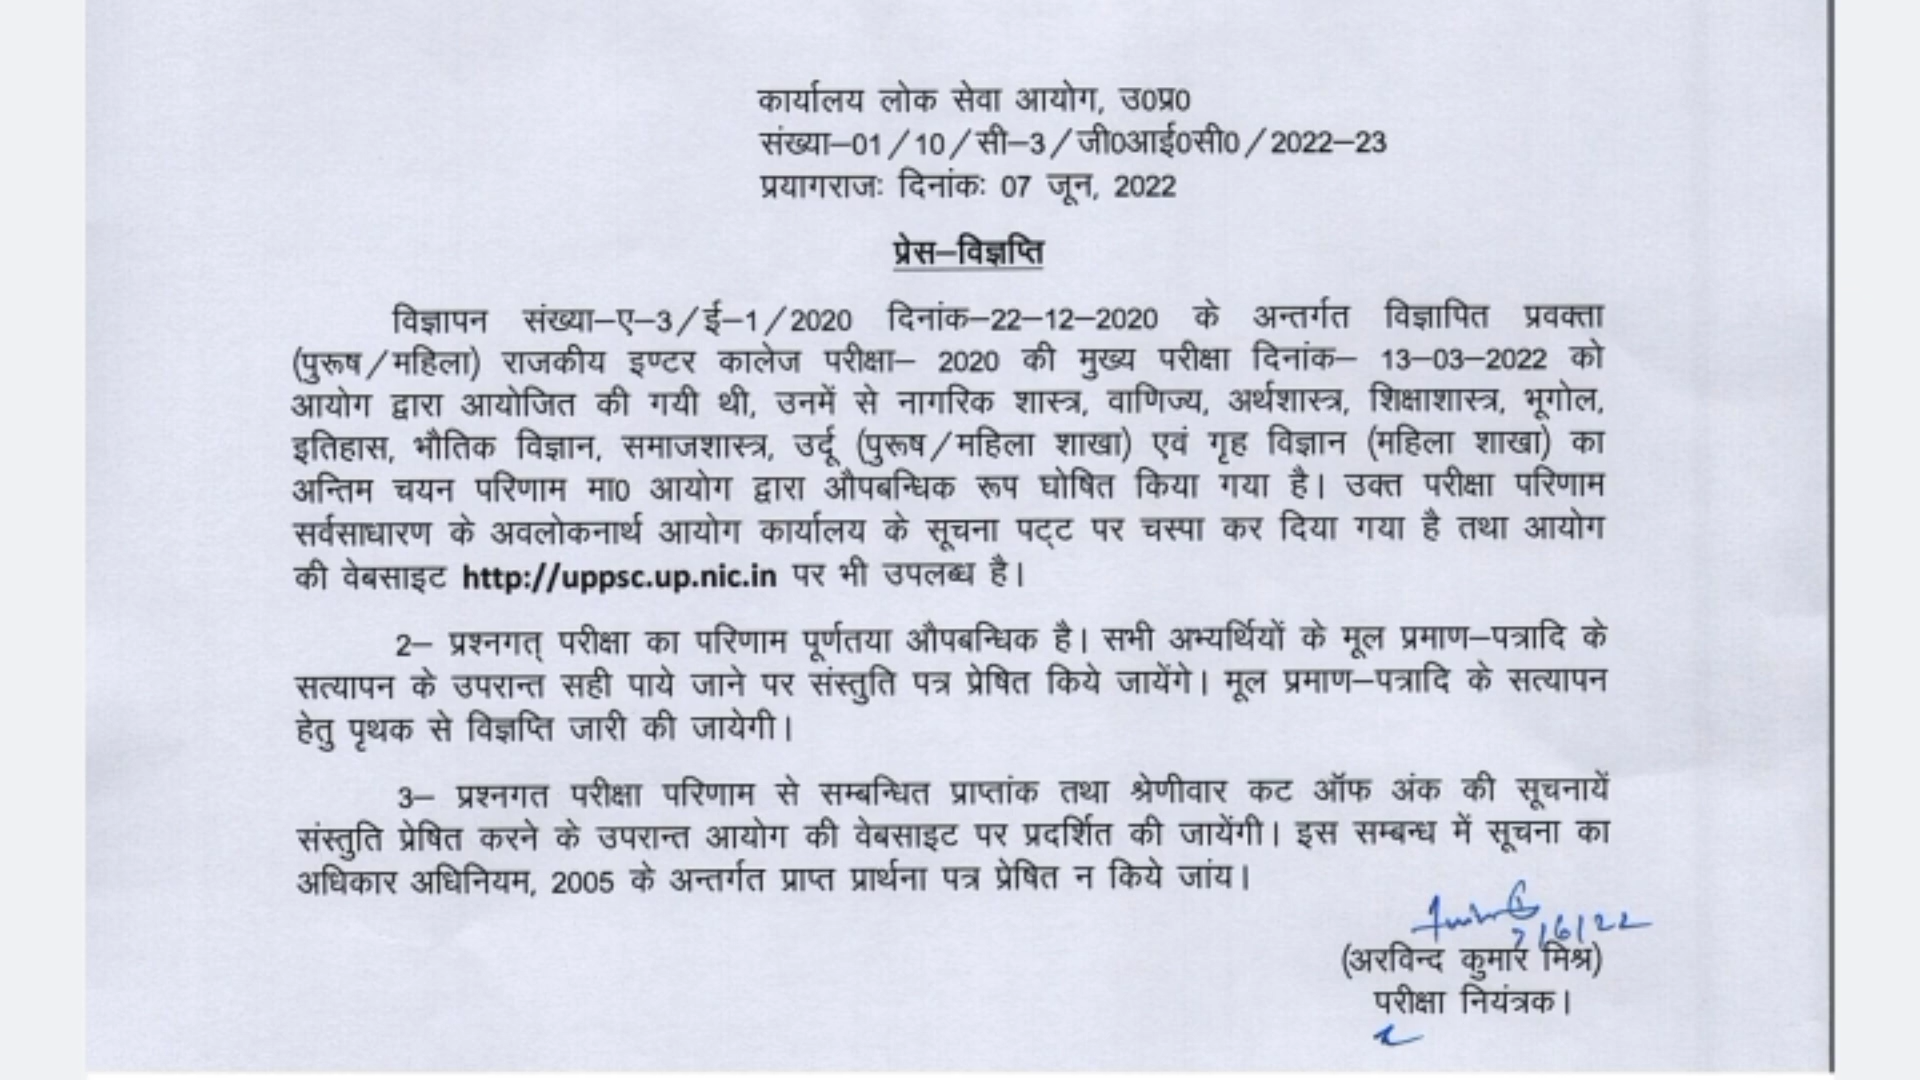 कार्यालय लोक सेवा आयोग, उ0प्र0
संख्या–01/10/सी–3/जी0आई0सी0/2022–23
प्रयागराजः दिनांकः 07 जून, 2022
प्रेस–विज्ञप्ति
विज्ञापन संख्या–ए–3/ई–1/2020 दिनांक–22–12–2020 के अन्तर्गत विज्ञापित प्रवक्ता
(पुरूष/महिला) राजकीय इण्टर कालेज परीक्षा– 2020 की मुख्य परीक्षा दिनांक– 13–03–2022 को
आयोग द्वारा आयोजित की गयी थी, उनमें से नागरिक शास्त्र, वाणिज्य, अर्थशास्त्र, शिक्षाशास्त्र, भूगोल,
इतिहास, भौतिक विज्ञान, समाजशास्त्र, उर्दू (पुरूष/महिला शाखा) एवं गृह विज्ञान (महिला शाखा) का
अन्तिम चयन परिणाम मा0 आयोग द्वारा औपबन्धिक रूप घोषित किया गया है। उक्त परीक्षा परिणाम
सर्वसाधारण के अवलोकनार्थ आयोग कार्यालय के सूचना पट्ट पर चस्पा कर दिया गया है तथा आयोग
की वेबसाइट http://uppsc.up.nic.in पर भी उपलब्ध है।
2– प्रश्नगत् परीक्षा का परिणाम पूर्णतया औपबन्धिक है। सभी अभ्यर्थियों के मूल प्रमाण–पत्रादि के
सत्यापन के उपरान्त सही पाये जाने पर संस्तुति पत्र प्रेषित किये जायेंगे। मूल प्रमाण–पत्रादि के सत्यापन
हेतु पृथक से विज्ञप्ति जारी की जायेगी।
3– प्रश्नगत परीक्षा परिणाम से सम्बन्धित प्राप्तांक तथा श्रेणीवार कट ऑफ अंक की सूचनायें
संस्तुति प्रेषित करने के उपरान्त आयोग की वेबसाइट पर प्रदर्शित की जायेंगी। इस सम्बन्ध में सूचना का
अधिकार अधिनियम, 2005 के अन्तर्गत प्राप्त प्रार्थना पत्र प्रेषित न किये जांय।
7/6/22
(अरविन्द कुमार मिश्र)
परीक्षा नियंत्रक।